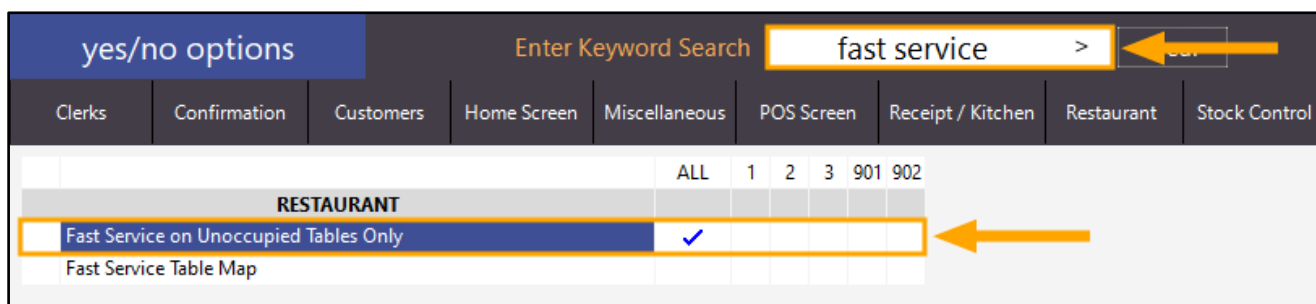 yes/no options Enter Keyword Search fast service >
Clerks Confirmation Customers Home Screen Miscellaneous POS Screen Receipt / Kitchen Restaurant Stock Control
ALL 1 2 3 901 902
RESTAURANT
Fast Service on Unoccupied Tables Only
Fast Service Table Map